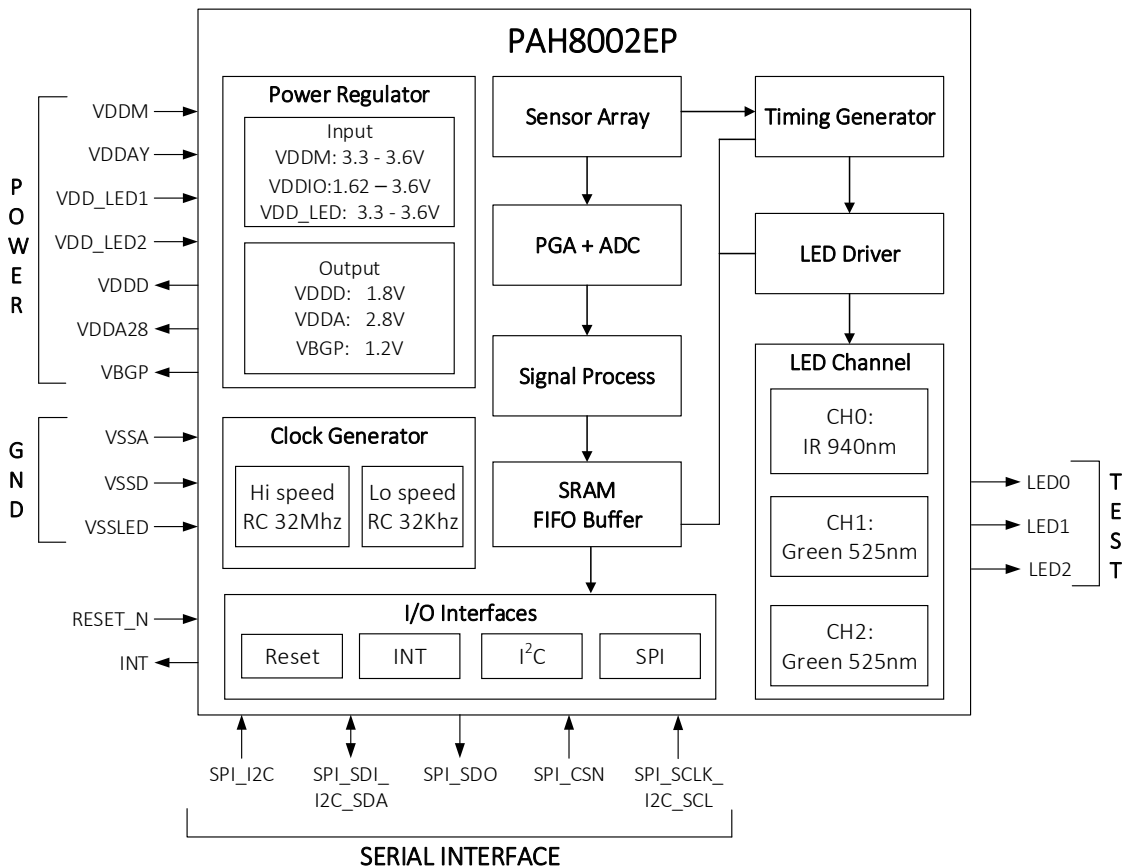 PAH8002EP
POWER
VDDM
VDDAY
VDD_LED1
VDD_LED2
VDDD
VDDA28
VBGP
GND
VSSA
VSSD
VSSLED
RESET_N
INT
Power Regulator
Input
VDDM: 3.3 - 3.6V
VDDIO:1.62 – 3.6V
VDD_LED: 3.3 - 3.6V
Output
VDDD: 1.8V
VDDA: 2.8V
VBGP: 1.2V
Clock Generator
Hi speed
RC 32Mhz
Lo speed
RC 32Khz
Sensor Array
PGA + ADC
Signal Process
SRAM
FIFO Buffer
Timing Generator
LED Driver
LED Channel
CH0:
IR 940nm
CH1:
Green 525nm
CH2:
Green 525nm
LED0
LED1
LED2
TEST
I/O Interfaces
Reset
INT
I²C
SPI
SPI_I2C
SPI_SDI_
I2C_SDA
SPI_SDO
SPI_CSN
SPI_SCLK_
I2C_SCL
SERIAL INTERFACE